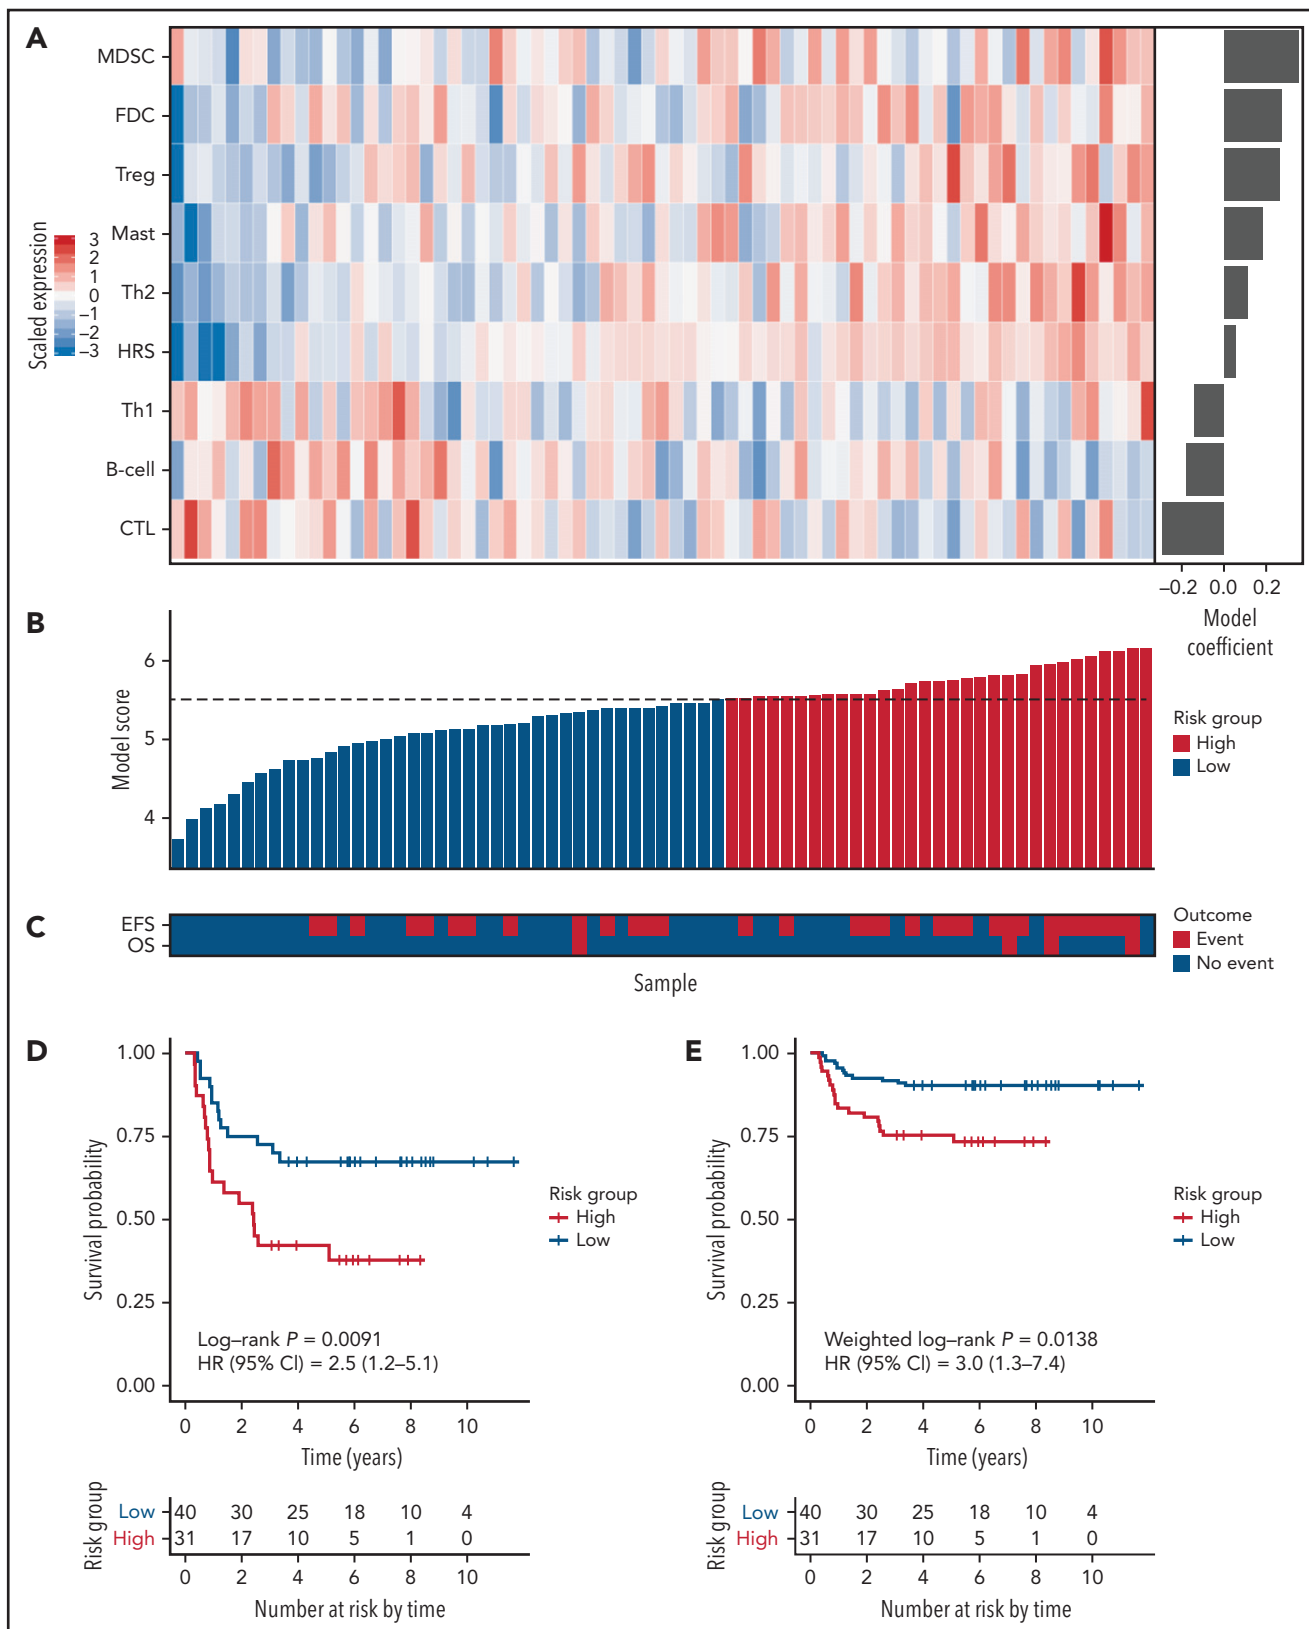 A
MDSC
FDC
Treg
Mast
Th2
HRS
Th1
B-cell
CTL
Scaled expression
3
2
1
0
−1
−2
−3
−0.2 0.0 0.2
Model
coefficient
B
Model score
6
5
4
Risk group
High
Low
C
EFS
OS
Sample
Outcome
Event
No event
D
Survival probability
1.00
0.75
0.50
0.25
0.00
Log–rank P = 0.0091
HR (95% CI) = 2.5 (1.2–5.1)
0 2 4 6 8 10
Time (years)
Risk group
High
Low
Risk group
Low 40 30 25 18 10 4
High 31 17 10 5 1 0
0 2 4 6 8 10
Number at risk by time
E
Survival probability
1.00
0.75
0.50
0.25
0.00
Weighted log–rank P = 0.0138
HR (95% CI) = 3.0 (1.3–7.4)
0 2 4 6 8 10
Time (years)
Risk group
High
Low
Risk group
Low 40 30 25 18 10 4
High 31 17 10 5 1 0
0 2 4 6 8 10
Number at risk by time